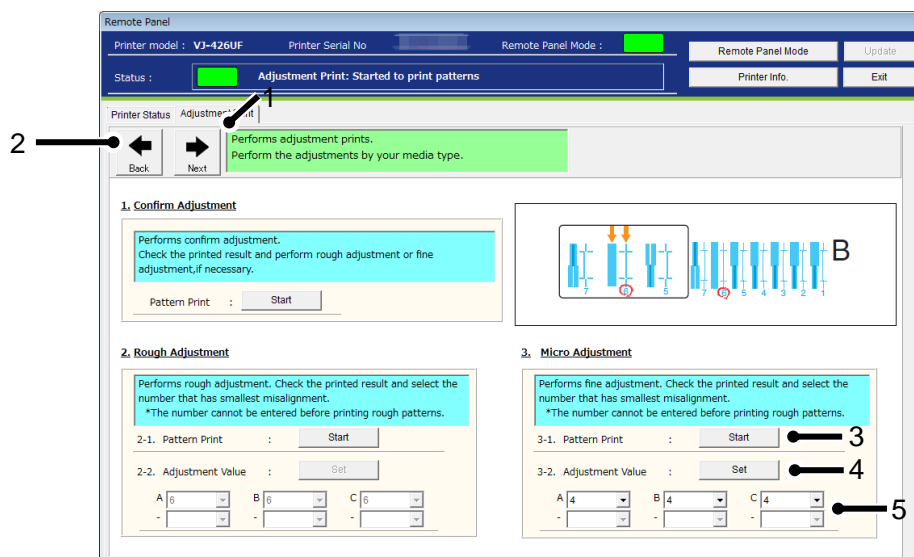 Remote Panel
Printer model : VJ-426UF Printer Serial No Remote Panel Mode :
Remote Panel Mode Update
Status : Adjustment Print: Started to print patterns
Printer Info. Exit
1
Printer Status
2
Back Next
Performs adjustment prints.
Perform the adjustments by your media type.
1. Confirm Adjustment
Performs confirm adjustment.
Check the printed result and perform rough adjustment or fine
adjustment,if necessary.
Pattern Print : Start
B
7 6 5 7 6 5 4 3 2 1
2. Rough Adjustment
Performs rough adjustment. Check the printed result and select the
number that has smallest misalignment.
*The number cannot be entered before printing rough patterns.
2-1. Pattern Print : Start
2-2. Adjustment Value : Set
A 6 B 6 C 6
- - -
3. Micro Adjustment
Performs fine adjustment. Check the printed result and select the
number that has smallest misalignment.
*The number cannot be entered before printing rough patterns.
3-1. Pattern Print : Start
3
3-2. Adjustment Value : Set
4
A 4 B 4 C 4
- - -
5